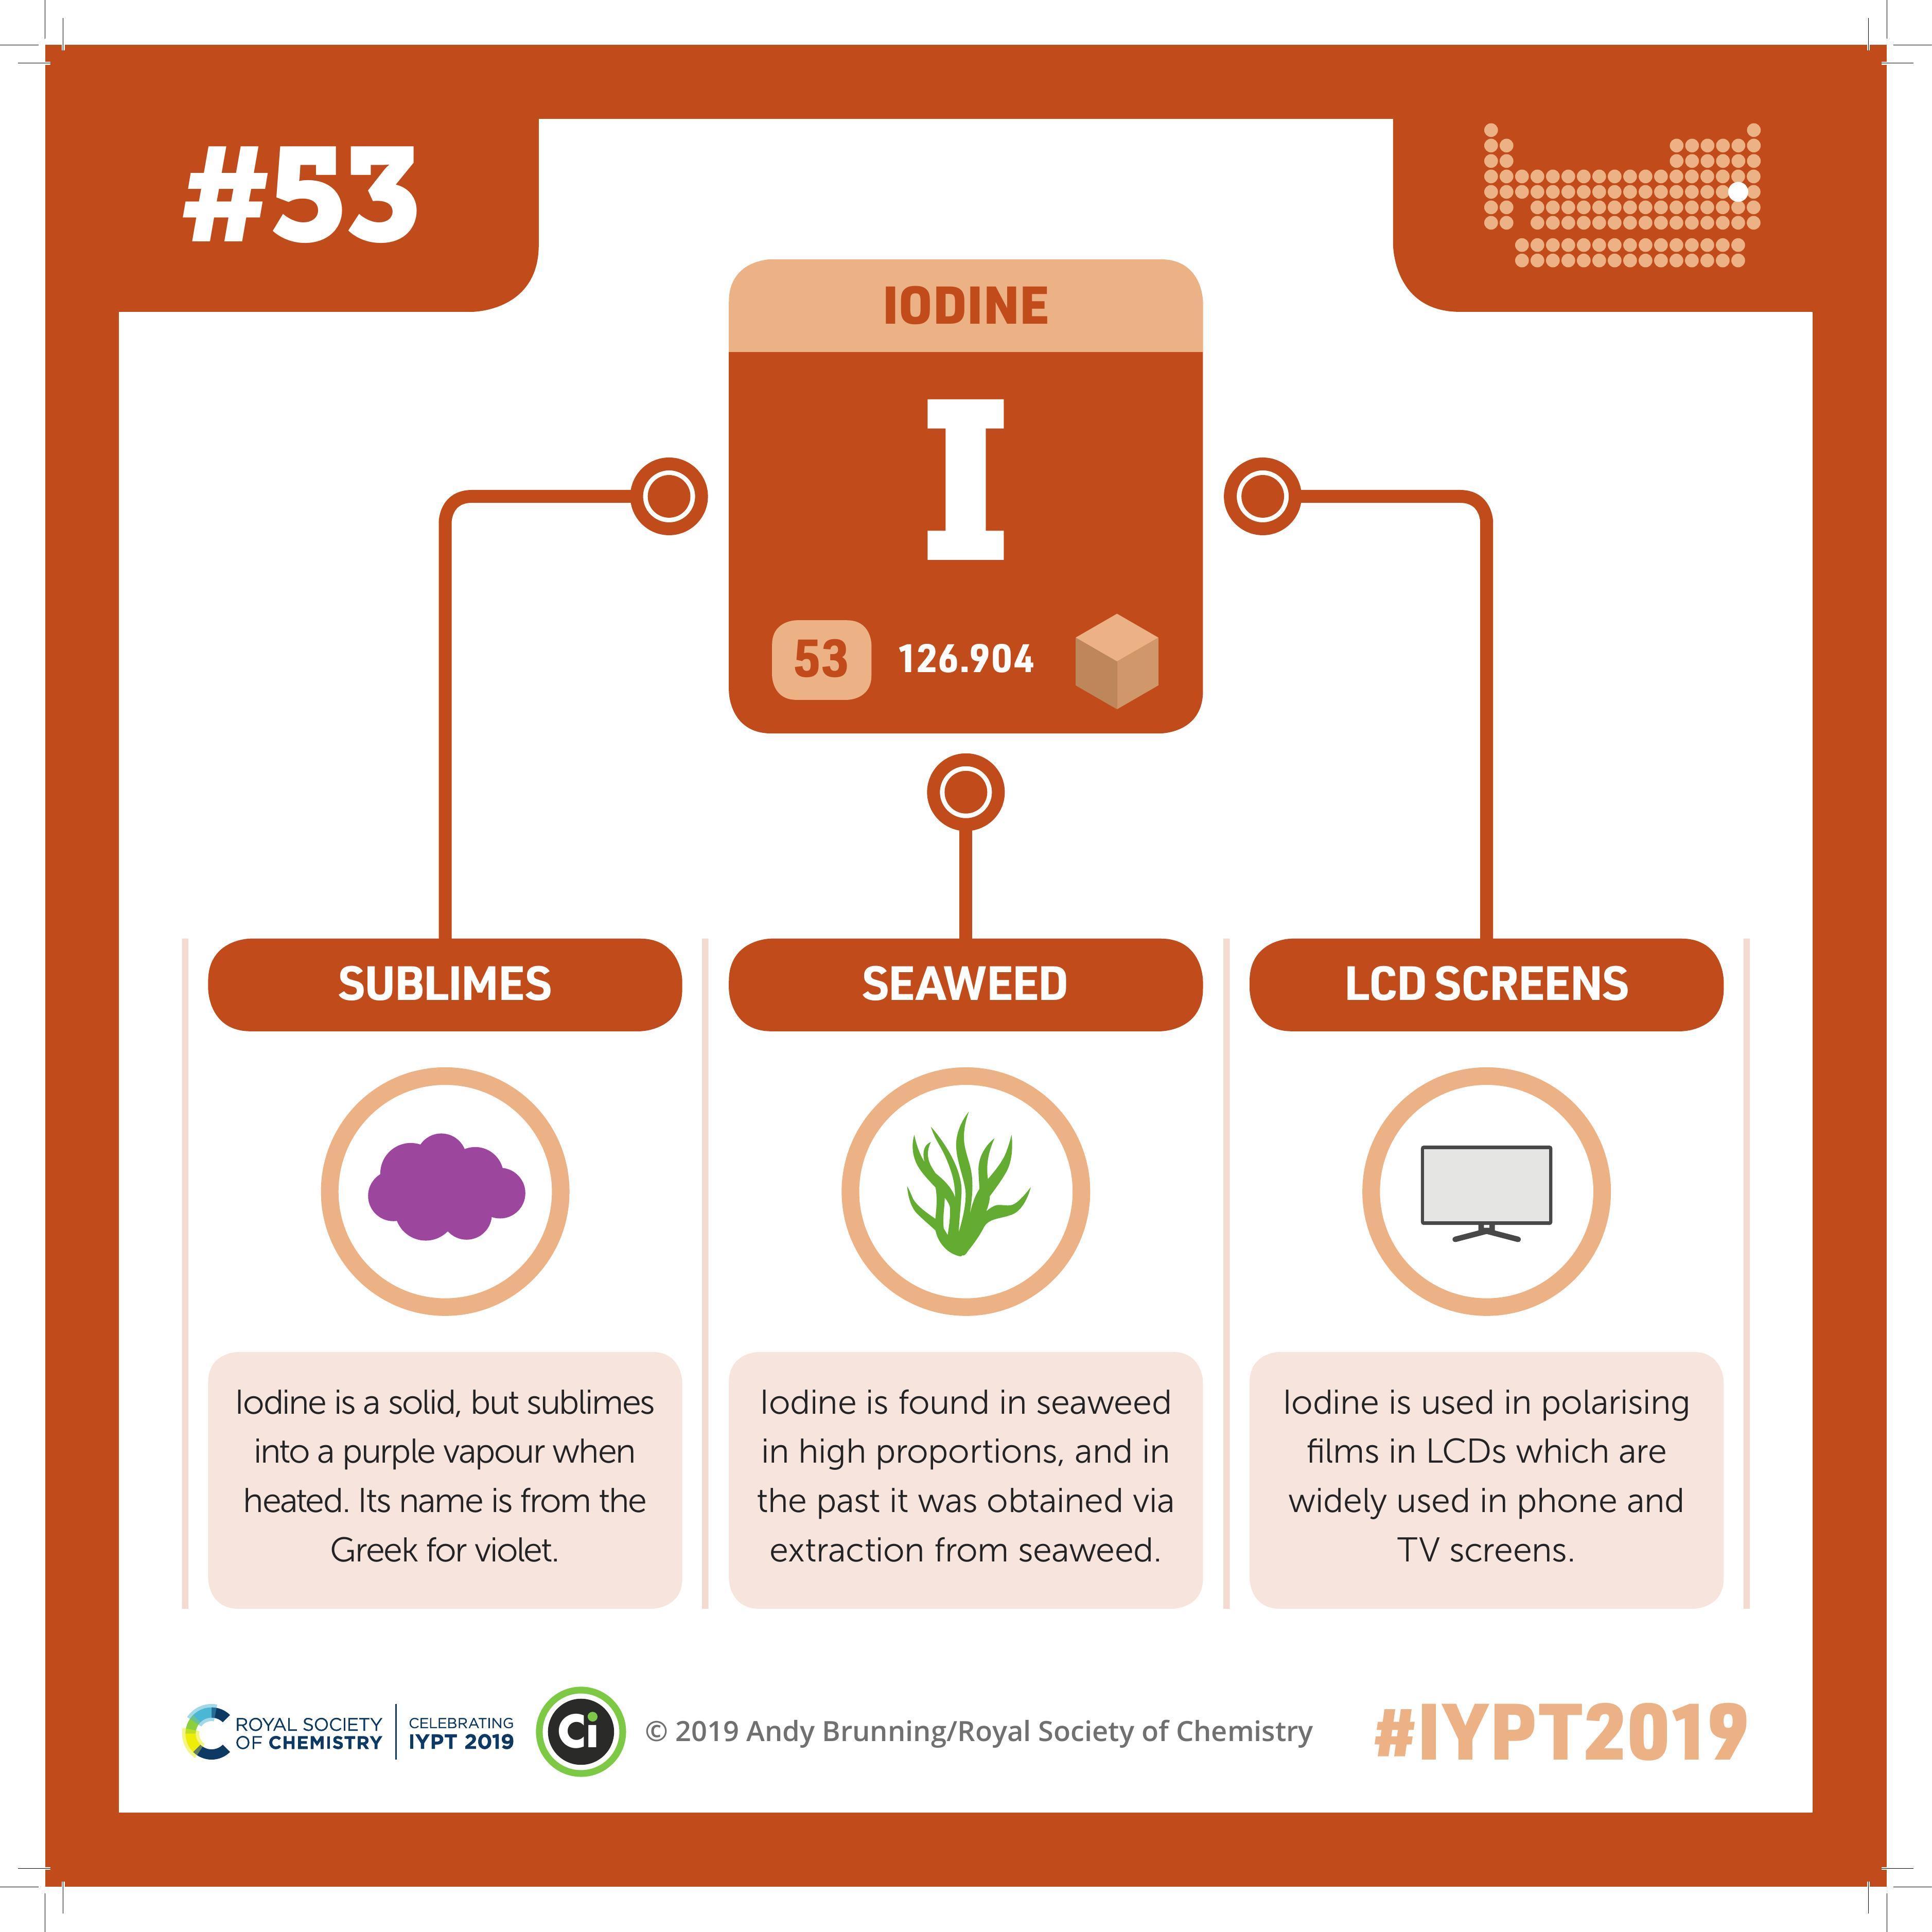 #53
IODINE
I
53 126.904
SUBLIMES
Iodine is a solid, but sublimes
into a purple vapour when
heated. Its name is from the
Greek for violet.
SEAWEED
Iodine is found in seaweed
in high proportions, and in
the past it was obtained via
extraction from seaweed.
LCD SCREENS
Iodine is used in polarising
films in LCDs which are
widely used in phone and
TV screens.
ROYAL SOCIETY
OF CHEMISTRY
CELEBRATING
IYPT 2019
Ci
© 2019 Andy Brunning/Royal Society of Chemistry
#IYPT2019